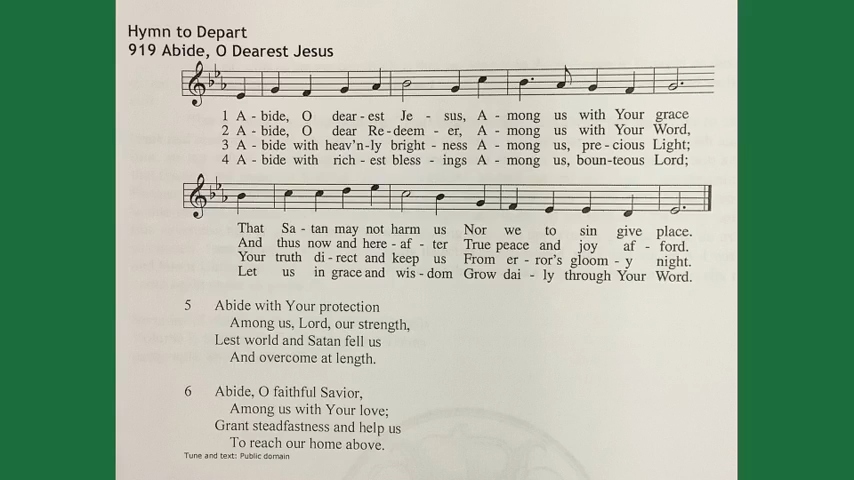 Hymn to Depart
919 Abide, O Dearest Jesus
1 A - bide, O dear - est Je - sus, A - mong us with Your grace
2 A - bide, O dear Re - deem - er, A - mong us with Your Word,
3 A - bide with heav'n - ly bright - ness A - mong us, pre - cious Light;
4 A - bide with rich - est bless - ings A - mong us, boun - teous Lord;
That Sa - tan may not harm us Nor we to sin give place.
And thus now and here - af - ter True peace and joy af - ford.
Your truth di - rect and keep us From er - ror's gloom - y night.
Let us in grace and wis - dom Grow dai - ly through Your Word.
5 Abide with Your protection
Among us, Lord, our strength,
Lest world and Satan fell us
And overcome at length.
6 Abide, O faithful Savior,
Among us with Your love;
Grant steadfastness and help us
To reach our home above.
Tune and text: Public domain